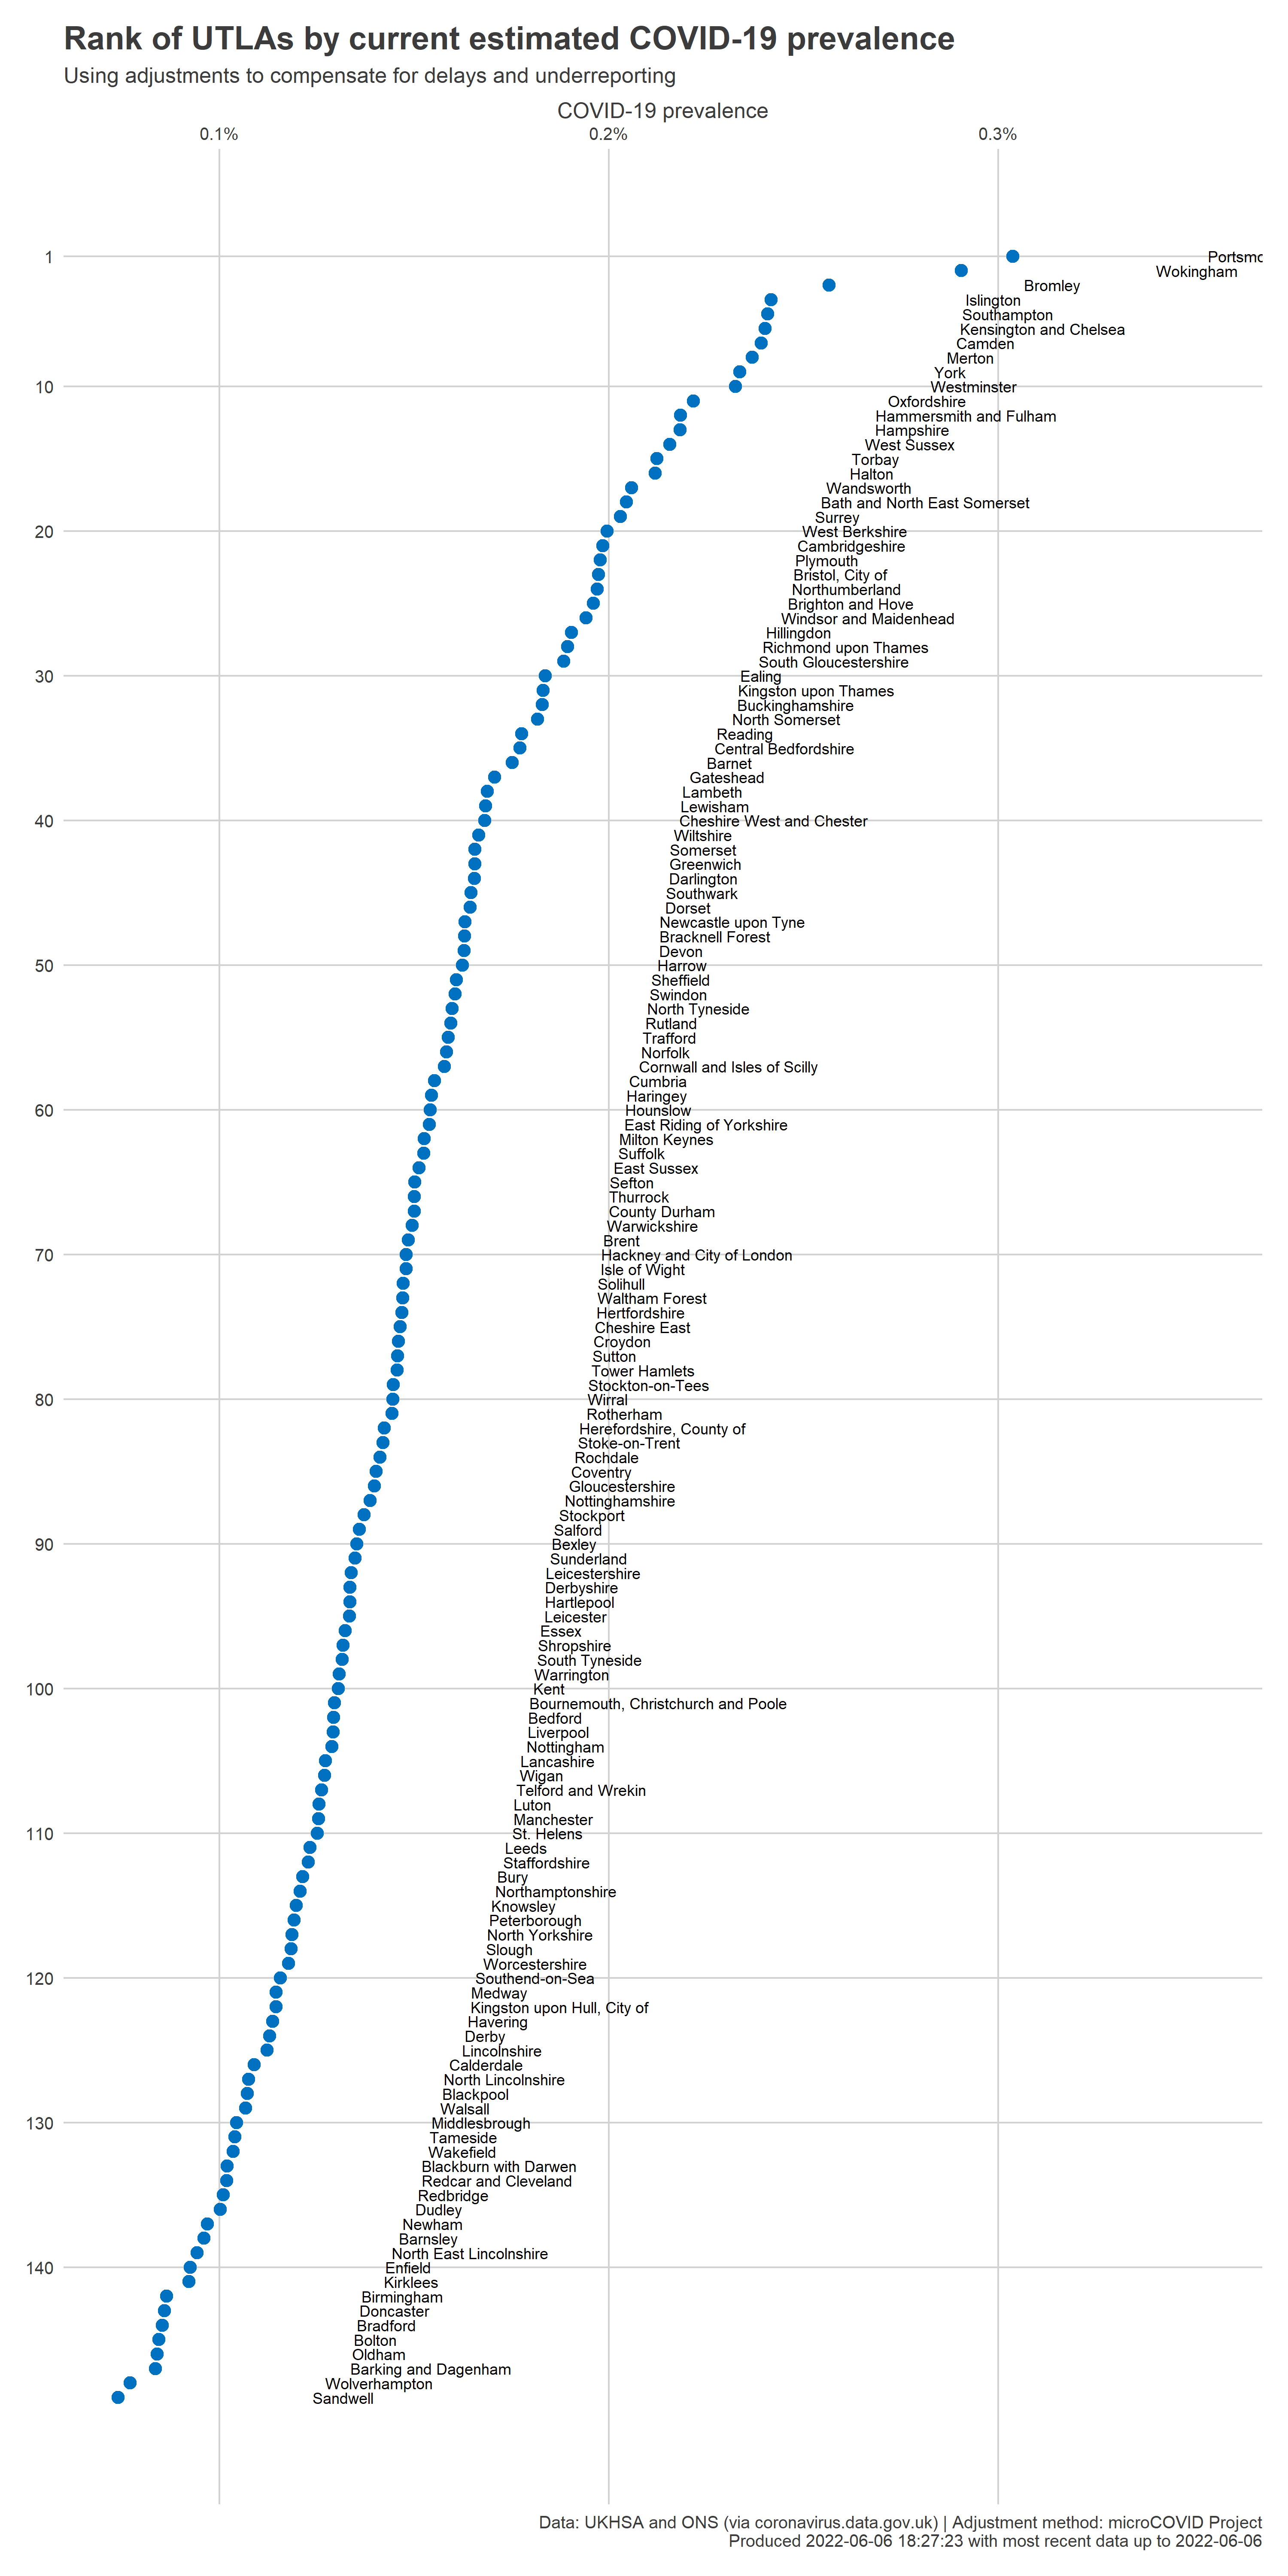 Rank of UTLAs by current estimated COVID-19 prevalence
Using adjustments to compensate for delays and underreporting
COVID-19 prevalence
0.1% 0.2% 0.3%
1 Portsmo
Wokingham
Bromley
Islington
Southampton
Kensington and Chelsea
Camden
Merton
York
10 Westminster
Oxfordshire
Hammersmith and Fulham
Hampshire
West Sussex
Torbay
Halton
Wandsworth
Bath and North East Somerset
Surrey
20 West Berkshire
Cambridgeshire
Plymouth
Bristol, City of
Northumberland
Brighton and Hove
Windsor and Maidenhead
Hillingdon
Richmond upon Thames
South Gloucestershire
30 Ealing
Kingston upon Thames
Buckinghamshire
North Somerset
Reading
Central Bedfordshire
Barnet
Gateshead
Lambeth
Lewisham
40 Cheshire West and Chester
Wiltshire
Somerset
Greenwich
Darlington
Southwark
Dorset
Newcastle upon Tyne
Bracknell Forest
Devon
50 Harrow
Sheffield
Swindon
North Tyneside
Rutland
Trafford
Norfolk
Cornwall and Isles of Scilly
Cumbria
Haringey
60 Hounslow
East Riding of Yorkshire
Milton Keynes
Suffolk
East Sussex
Sefton
Thurrock
County Durham
Warwickshire
Brent
70 Hackney and City of London
Isle of Wight
Solihull
Waltham Forest
Hertfordshire
Cheshire East
Croydon
Sutton
Tower Hamlets
Stockton-on-Tees
80 Wirral
Rotherham
Herefordshire, County of
Stoke-on-Trent
Rochdale
Coventry
Gloucestershire
Nottinghamshire
Stockport
Salford
90 Bexley
Sunderland
Leicestershire
Derbyshire
Hartlepool
Leicester
Essex
Shropshire
South Tyneside
Warrington
100 Kent
Bournemouth, Christchurch and Poole
Bedford
Liverpool
Nottingham
Lancashire
Wigan
Telford and Wrekin
Luton
Manchester
110 St. Helens
Leeds
Staffordshire
Bury
Northamptonshire
Knowsley
Peterborough
North Yorkshire
Slough
Worcestershire
120 Southend-on-Sea
Medway
Kingston upon Hull, City of
Havering
Derby
Lincolnshire
Calderdale
North Lincolnshire
Blackpool
Walsall
130 Middlesbrough
Tameside
Wakefield
Blackburn with Darwen
Redcar and Cleveland
Redbridge
Dudley
Newham
Barnsley
North East Lincolnshire
140 Enfield
Kirklees
Birmingham
Doncaster
Bradford
Bolton
Oldham
Barking and Dagenham
Wolverhampton
Sandwell
Data: UKHSA and ONS (via coronavirus.data.gov.uk) | Adjustment method: microCOVID Project
Produced 2022-06-06 18:27:23 with most recent data up to 2022-06-06